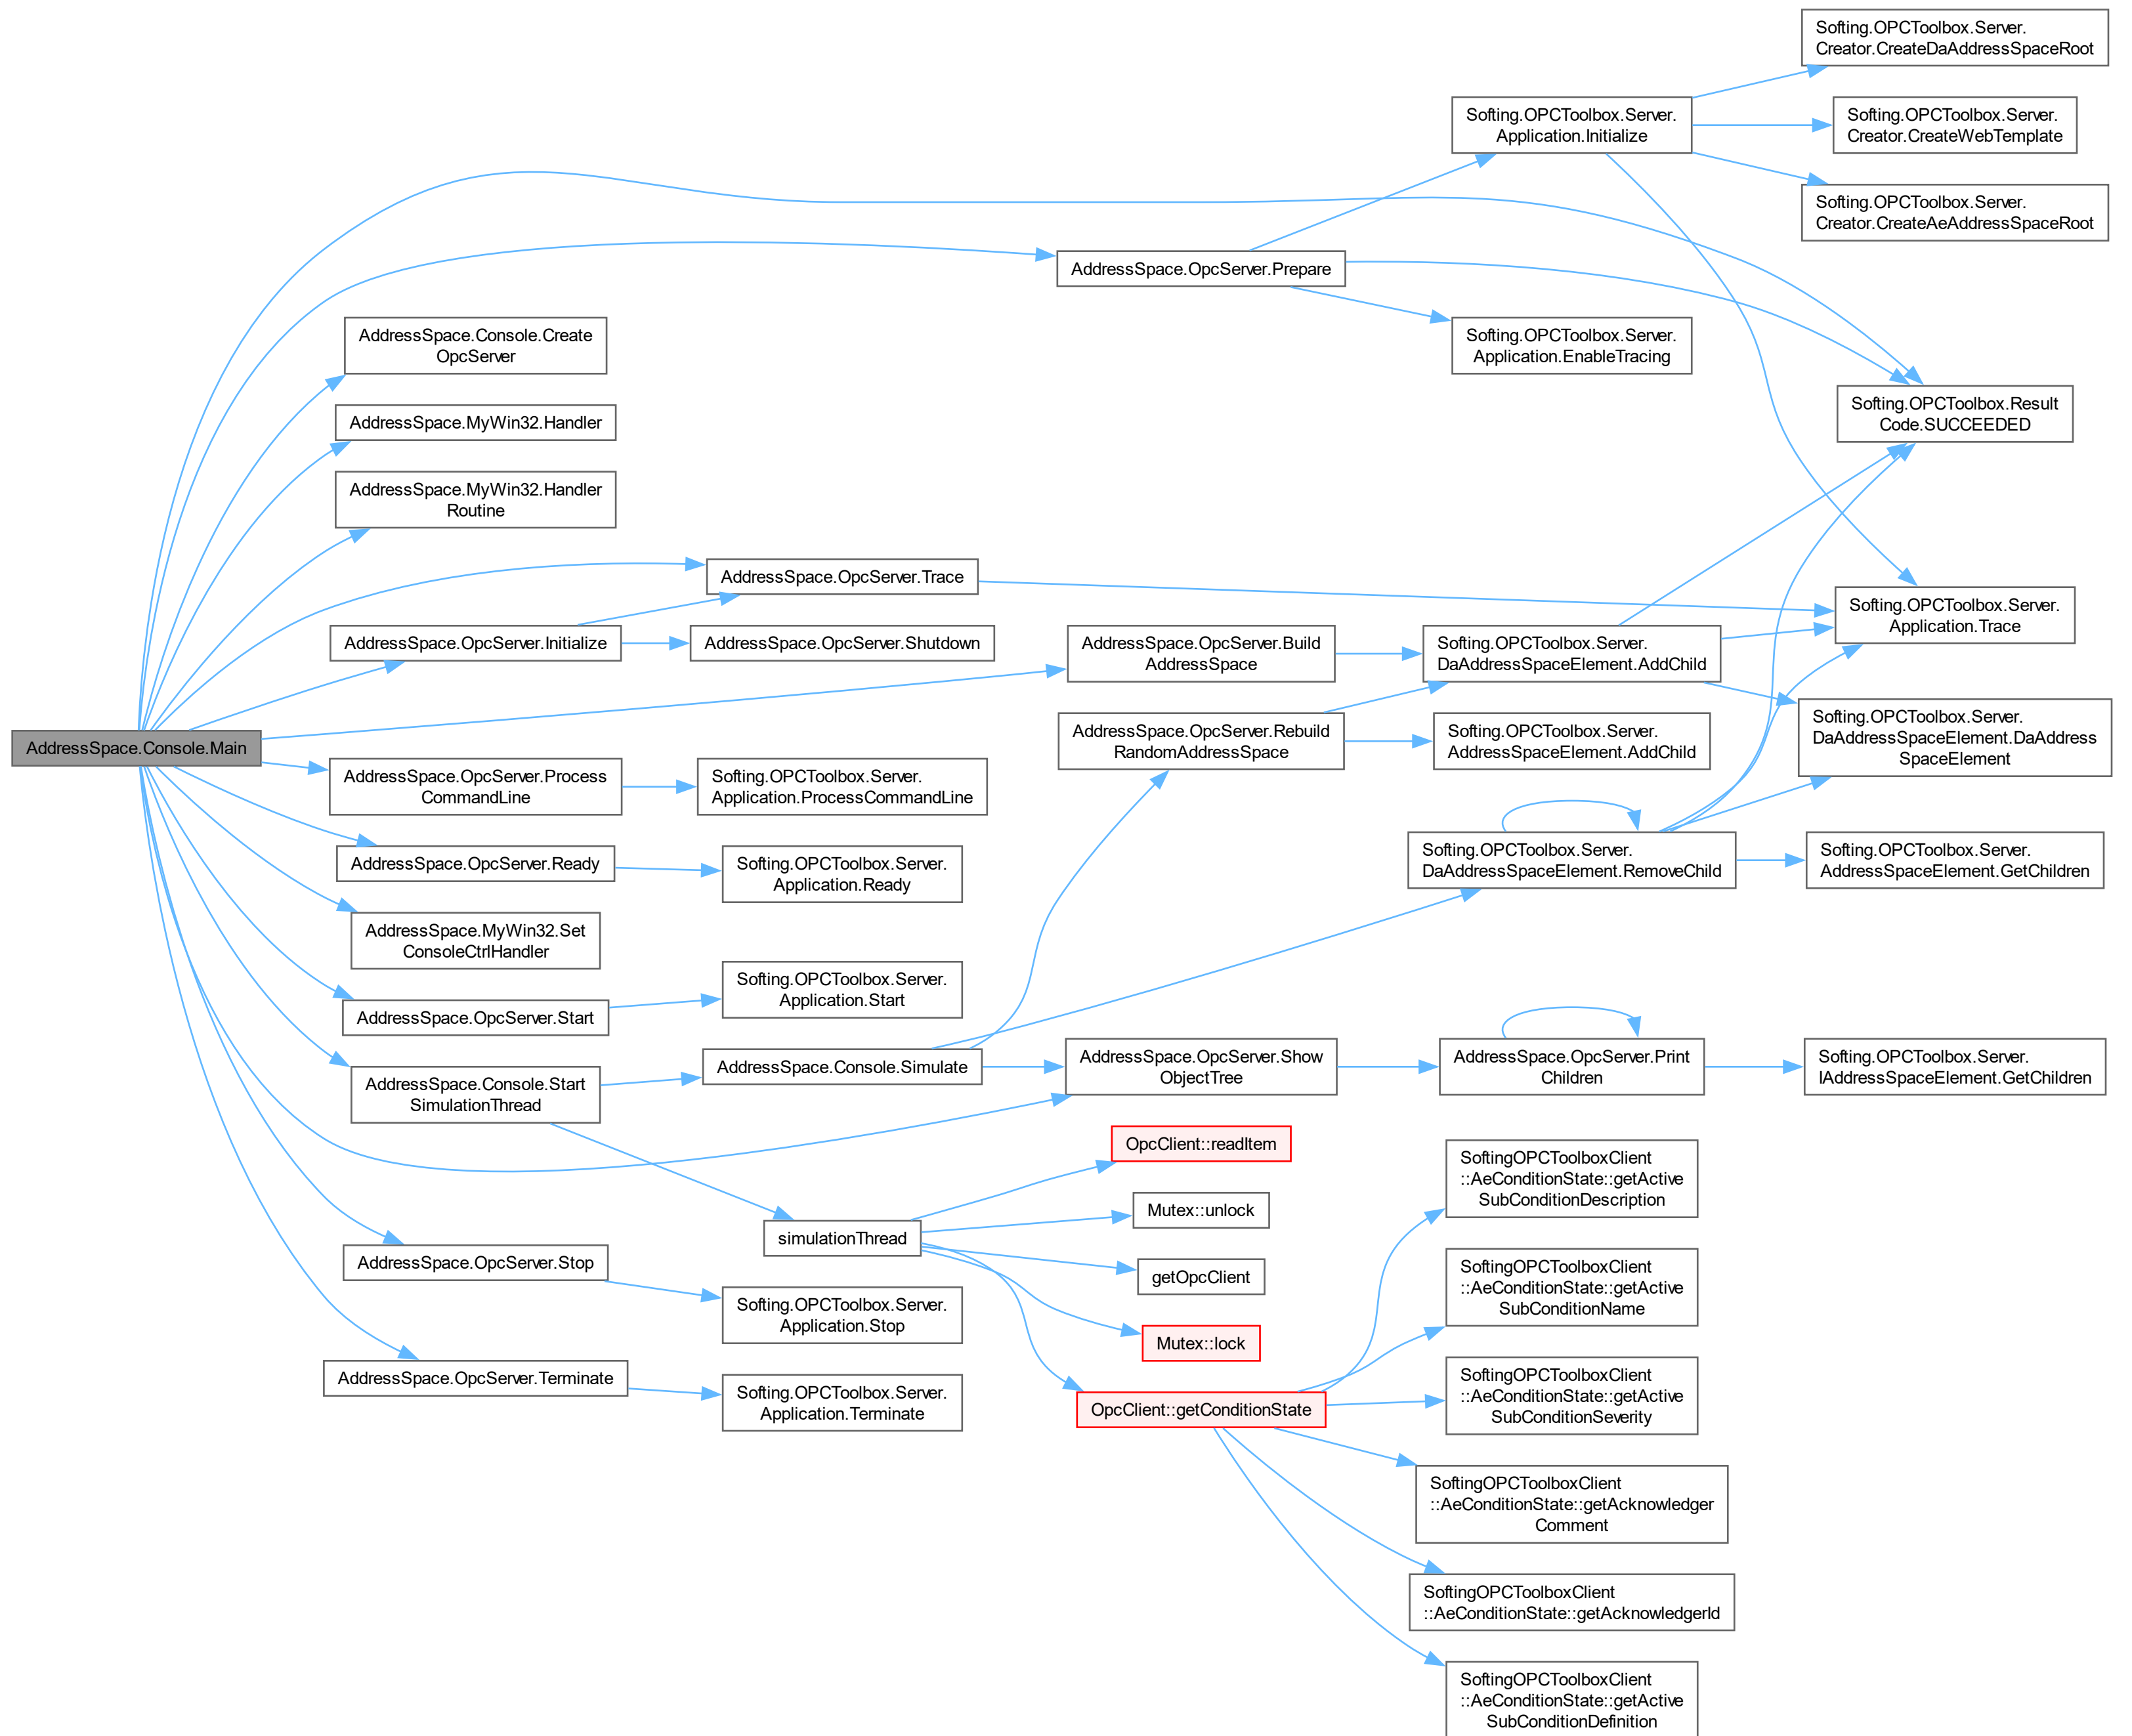 Softing.OPCToolbox.Server.
Creator.CreateDaAddressSpaceRoot
Softing.OPCToolbox.Server.
Application.Initialize
Softing.OPCToolbox.Server.
Creator.CreateWebTemplate
Softing.OPCToolbox.Server.
Creator.CreateAeAddressSpaceRoot
AddressSpace.OpcServer.Prepare
Softing.OPCToolbox.Server.
Application.EnableTracing
AddressSpace.Console.Create
OpcServer
Softing.OPCToolbox.Result
Code.SUCCEEDED
AddressSpace.MyWin32.Handler
AddressSpace.MyWin32.Handler
Routine
AddressSpace.OpcServer.Trace
Softing.OPCToolbox.Server.
Application.Trace
AddressSpace.OpcServer.Initialize
AddressSpace.OpcServer.Shutdown
AddressSpace.OpcServer.Build
AddressSpace
Softing.OPCToolbox.Server.
DaAddressSpaceElement.AddChild
Softing.OPCToolbox.Server.
DaAddressSpaceElement.DaAddress
SpaceElement
AddressSpace.Console.Main
AddressSpace.OpcServer.Rebuild
RandomAddressSpace
Softing.OPCToolbox.Server.
AddressSpaceElement.AddChild
AddressSpace.OpcServer.Process
CommandLine
Softing.OPCToolbox.Server.
Application.ProcessCommandLine
AddressSpace.OpcServer.Ready
Softing.OPCToolbox.Server.
Application.Ready
Softing.OPCToolbox.Server.
DaAddressSpaceElement.RemoveChild
Softing.OPCToolbox.Server.
AddressSpaceElement.GetChildren
AddressSpace.MyWin32.Set
ConsoleCtrlHandler
AddressSpace.OpcServer.Start
Softing.OPCToolbox.Server.
Application.Start
AddressSpace.Console.Start
SimulationThread
AddressSpace.Console.Simulate
AddressSpace.OpcServer.Show
ObjectTree
AddressSpace.OpcServer.Print
Children
Softing.OPCToolbox.Server.
IAddressSpaceElement.GetChildren
OpcClient::readItem
SoftingOPCToolboxClient
::AeConditionState::getActive
SubConditionDescription
Mutex::unlock
simulationThread
getOpcClient
SoftingOPCToolboxClient
::AeConditionState::getActive
SubConditionName
AddressSpace.OpcServer.Stop
Softing.OPCToolbox.Server.
Application.Stop
Mutex::lock
AddressSpace.OpcServer.Terminate
Softing.OPCToolbox.Server.
Application.Terminate
OpcClient::getConditionState
SoftingOPCToolboxClient
::AeConditionState::getActive
SubConditionSeverity
SoftingOPCToolboxClient
::AeConditionState::getAcknowledger
Comment
SoftingOPCToolboxClient
::AeConditionState::getAcknowledgerId
SoftingOPCToolboxClient
::AeConditionState::getActive
SubConditionDefinition